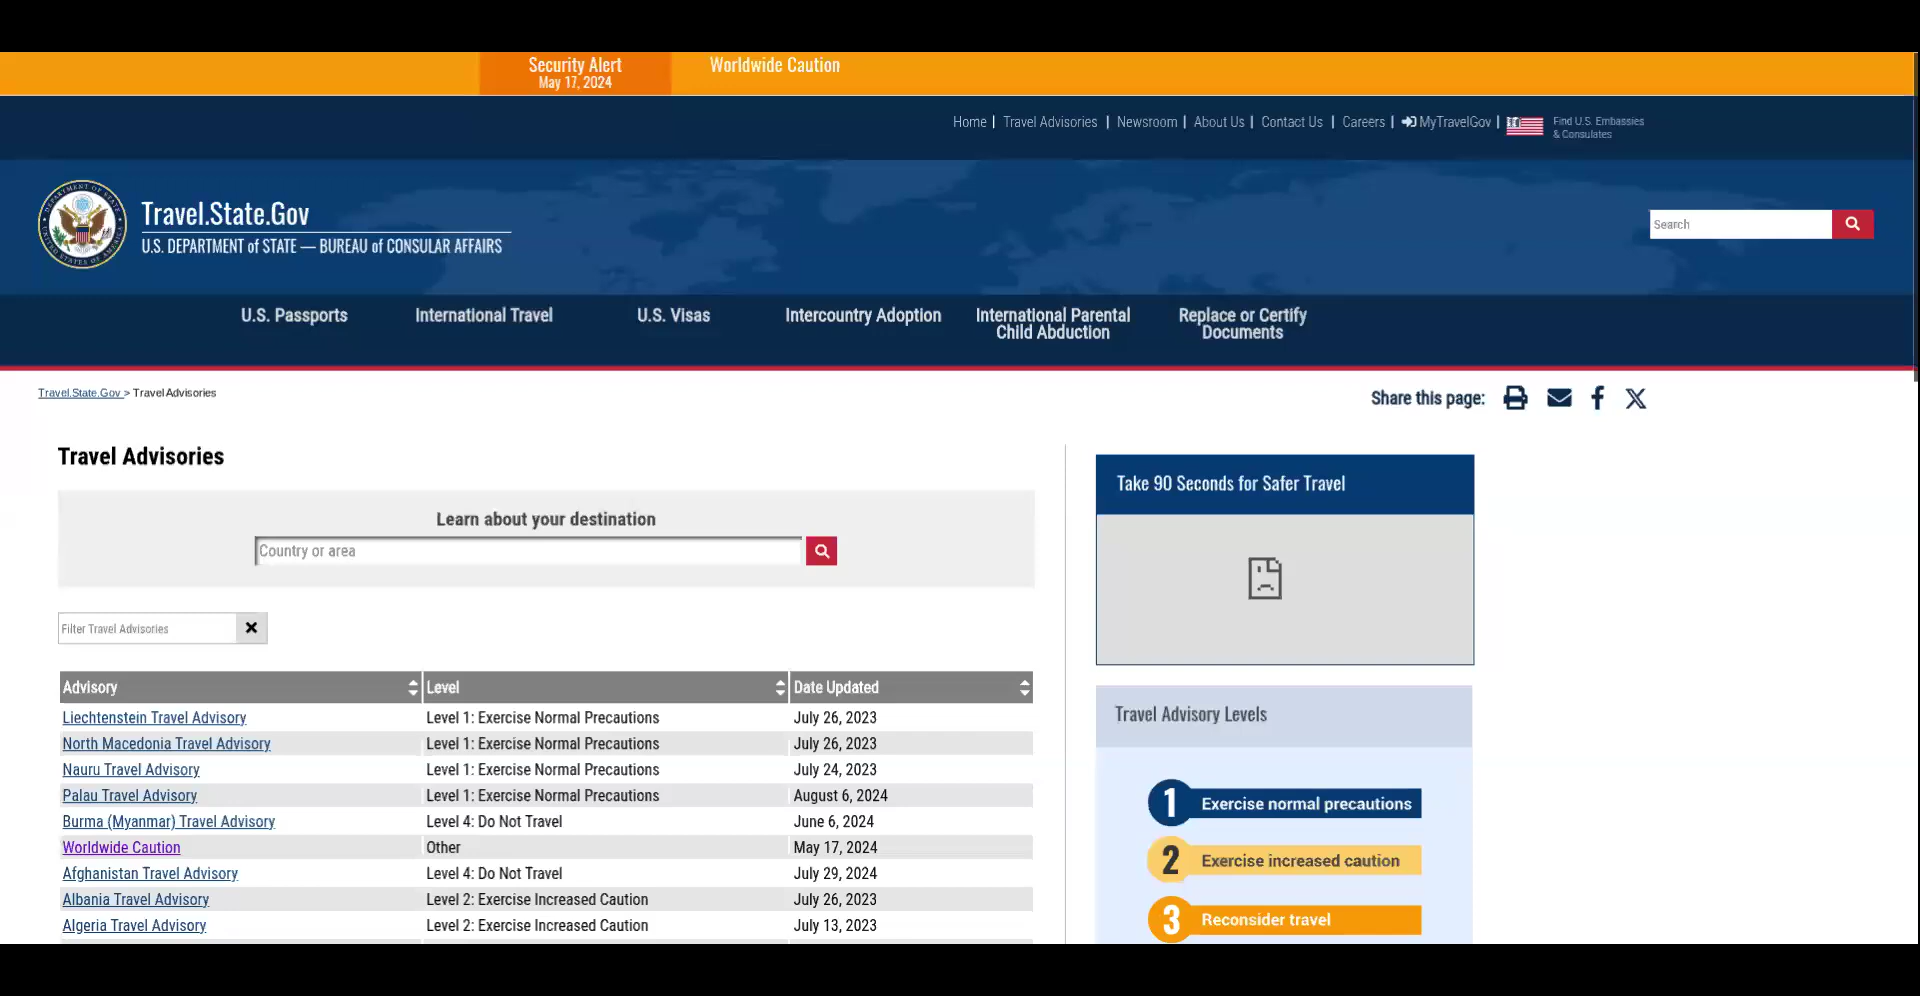 Security Alert
May 17, 2024
Worldwide Caution
Home | Travel Advisories | Newsroom | About Us | Contact Us | Careers | MyTravelGov |
Find U.S. Embassies
& Consulates
Travel.State.Gov
U.S. DEPARTMENT of STATE — BUREAU of CONSULAR AFFAIRS
Search
U.S. Passports
International Travel
U.S. Visas
Intercountry Adoption
International Parental
Child Abduction
Replace or Certify
Documents
Travel.State.Gov > Travel Advisories
Share this page:
Travel Advisories
Learn about your destination
Country or area
Filter Travel Advisories
Advisory Level Date Updated
Liechtenstein Travel Advisory Level 1: Exercise Normal Precautions July 26, 2023
North Macedonia Travel Advisory Level 1: Exercise Normal Precautions July 26, 2023
Nauru Travel Advisory Level 1: Exercise Normal Precautions July 24, 2023
Palau Travel Advisory Level 1: Exercise Normal Precautions August 6, 2024
Burma (Myanmar) Travel Advisory Level 4: Do Not Travel June 6, 2024
Worldwide Caution Other May 17, 2024
Afghanistan Travel Advisory Level 4: Do Not Travel July 29, 2024
Albania Travel Advisory Level 2: Exercise Increased Caution July 26, 2023
Algeria Travel Advisory Level 2: Exercise Increased Caution July 13, 2023
Take 90 Seconds for Safer Travel
Travel Advisory Levels
1 Exercise normal precautions
2 Exercise increased caution
3 Reconsider travel